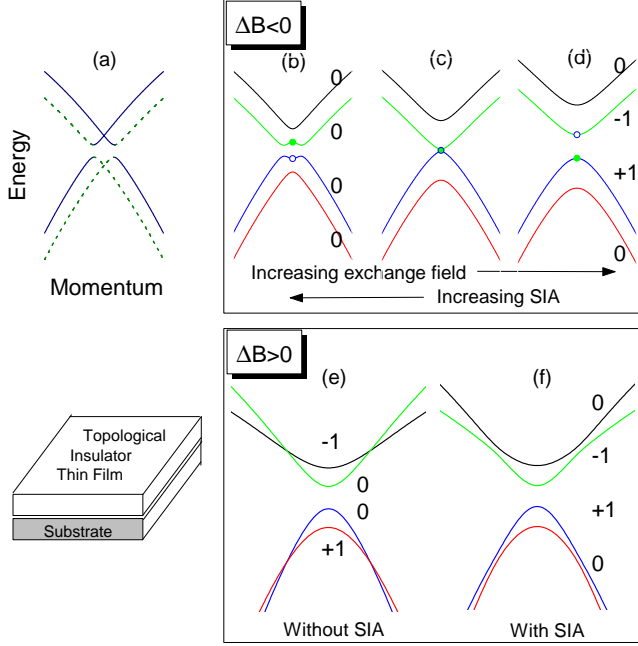 ΔB<0
(a)
(b)
(c)
(d)
0
0
0
0
0
-1
+1
0
Energy
Momentum
Increasing exchange field
Increasing SIA
ΔB>0
(e)
(f)
-1
0
0
+1
0
-1
+1
0
Without SIA
With SIA
Topological
Insulator
Thin Film
Substrate